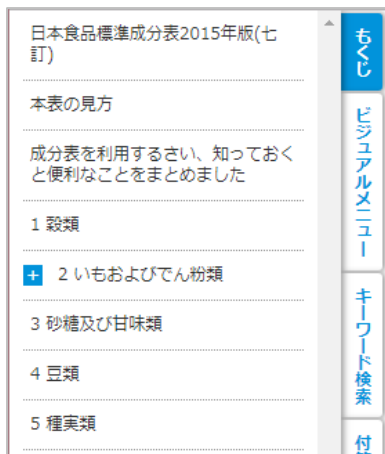 日本食品標準成分表2015年版(七
訂)
本表の見方
成分表を利用するさい、知っておく
と便利なことをまとめました
1 穀類
+ 2 いもおよびでん粉類
3 砂糖及び甘味類
4 豆類
5 種実類
もくじ
ビジュアルメニュー
キーワード検索
付